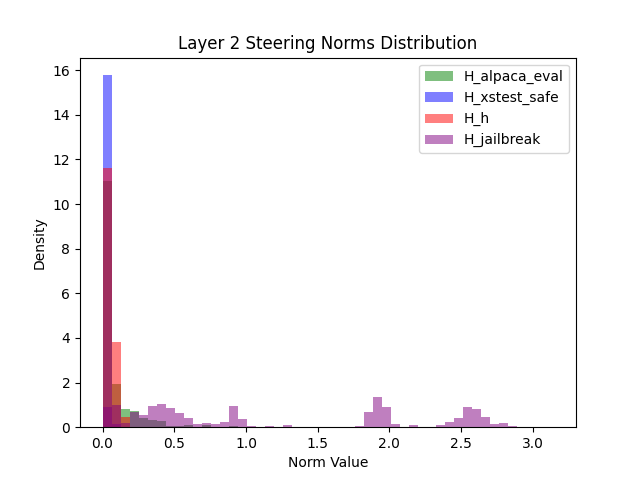 Layer 2 Steering Norms Distribution
H_alpaca_eval
H_xstest_safe
H_h
H_jailbreak
Density
16
14
12
10
8
6
4
2
0
0.0 0.5 1.0 1.5 2.0 2.5 3.0
Norm Value